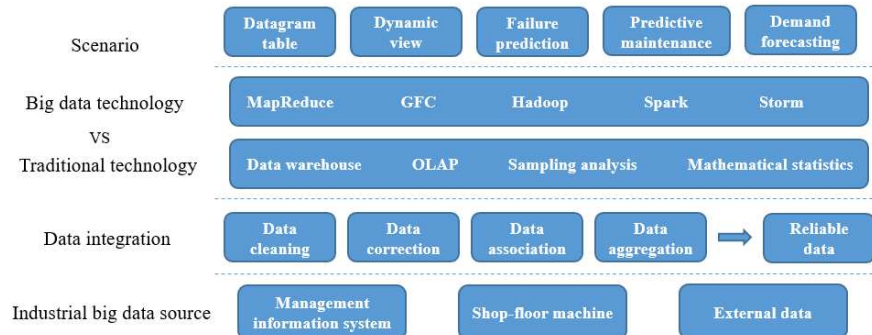 Scenario
Datagram
table
Dynamic
view
Failure
prediction
Predictive
maintenance
Demand
forecasting
Big data technology
MapReduce
GFC
Hadoop
Spark
Storm
VS
Traditional technology
Data warehouse
OLAP
Sampling analysis
Mathematical statistics
Data integration
Data
cleaning
Data
correction
Data
association
Data
aggregation
Reliable
data
Industrial big data source
Management
information system
Shop-floor machine
External data